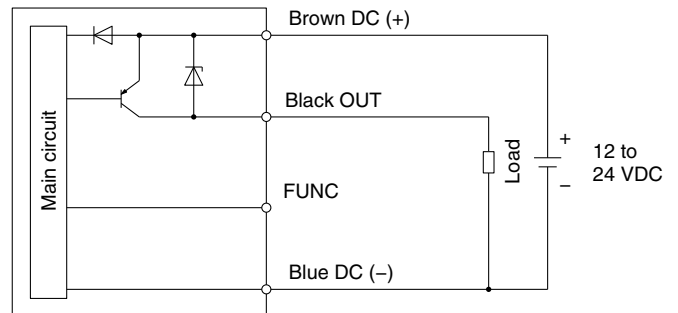 Brown DC (+)
Main circuit
Black OUT
Load
+
−
12 to
24 VDC
FUNC
Blue DC (−)